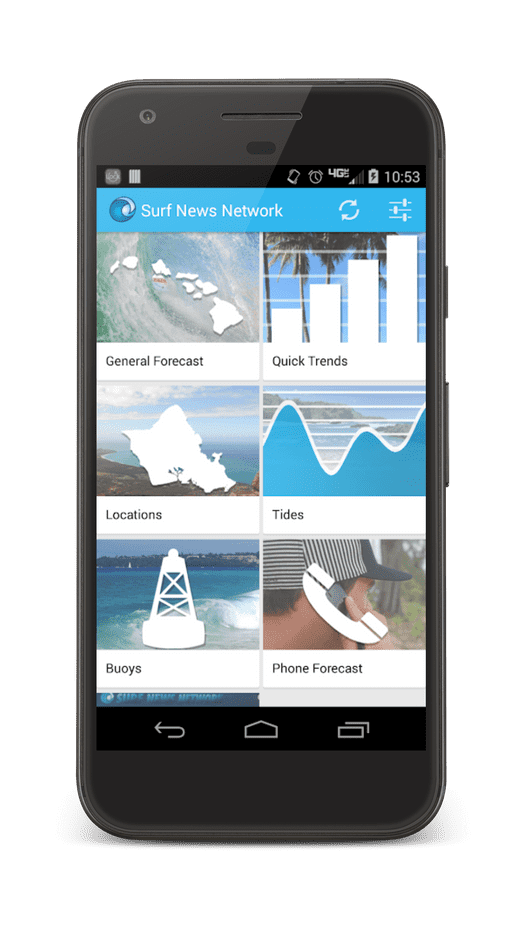 4G 10:53
Surf News Network
General Forecast
Quick Trends
Locations
Tides
Buoys
Phone Forecast
SURF NEWS NETWORK